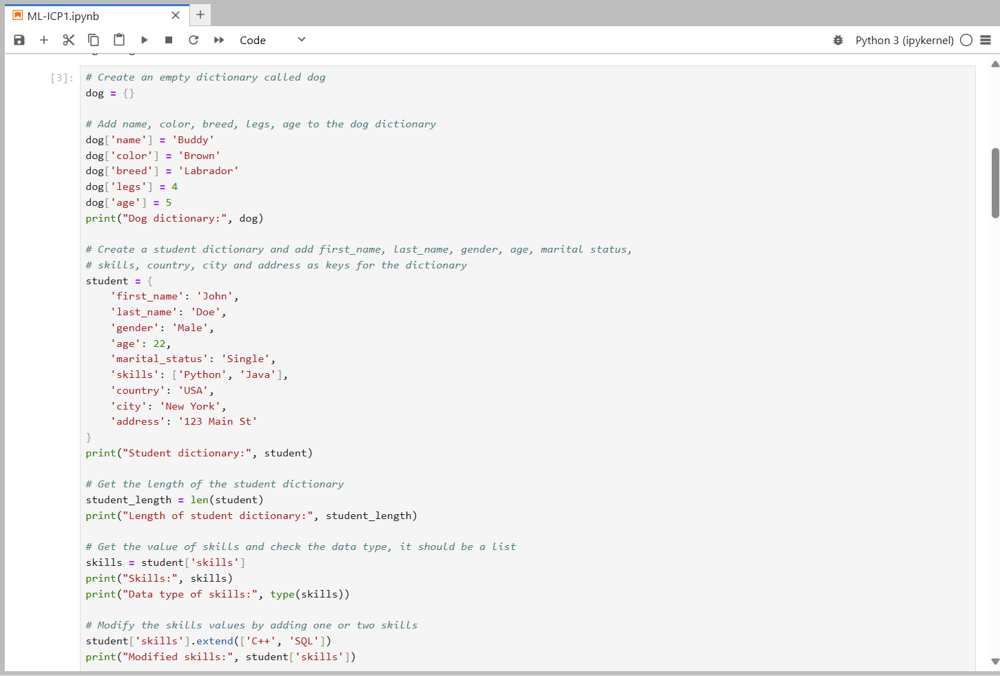 ML-ICP1.ipynb
Code
Python 3 (ipykernel)
[3]:
# Create an empty dictionary called dog
dog = {}
# Add name, color, breed, legs, age to the dog dictionary
dog['name'] = 'Buddy'
dog['color'] = 'Brown'
dog['breed'] = 'Labrador'
dog['legs'] = 4
dog['age'] = 5
print("Dog dictionary:", dog)
# Create a student dictionary and add first_name, last_name, gender, age, marital status,
# skills, country, city and address as keys for the dictionary
student = {
    'first_name': 'John',
    'last_name': 'Doe',
    'gender': 'Male',
    'age': 22,
    'marital_status': 'Single',
    'skills': ['Python', 'Java'],
    'country': 'USA',
    'city': 'New York',
    'address': '123 Main St'
}
print("Student dictionary:", student)
# Get the length of the student dictionary
student_length = len(student)
print("Length of student dictionary:", student_length)
# Get the value of skills and check the data type, it should be a list
skills = student['skills']
print("Skills:", skills)
print("Data type of skills:", type(skills))
# Modify the skills values by adding one or two skills
student['skills'].extend(['C++', 'SQL'])
print("Modified skills:", student['skills'])